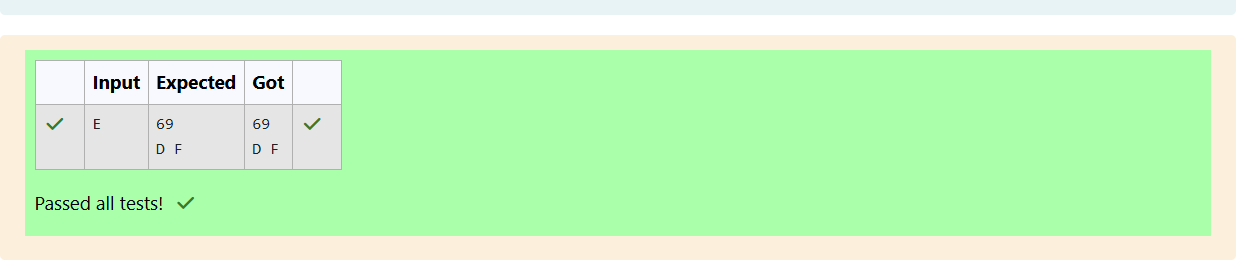 Input Expected Got
E 69 69
D F D F
Passed all tests!